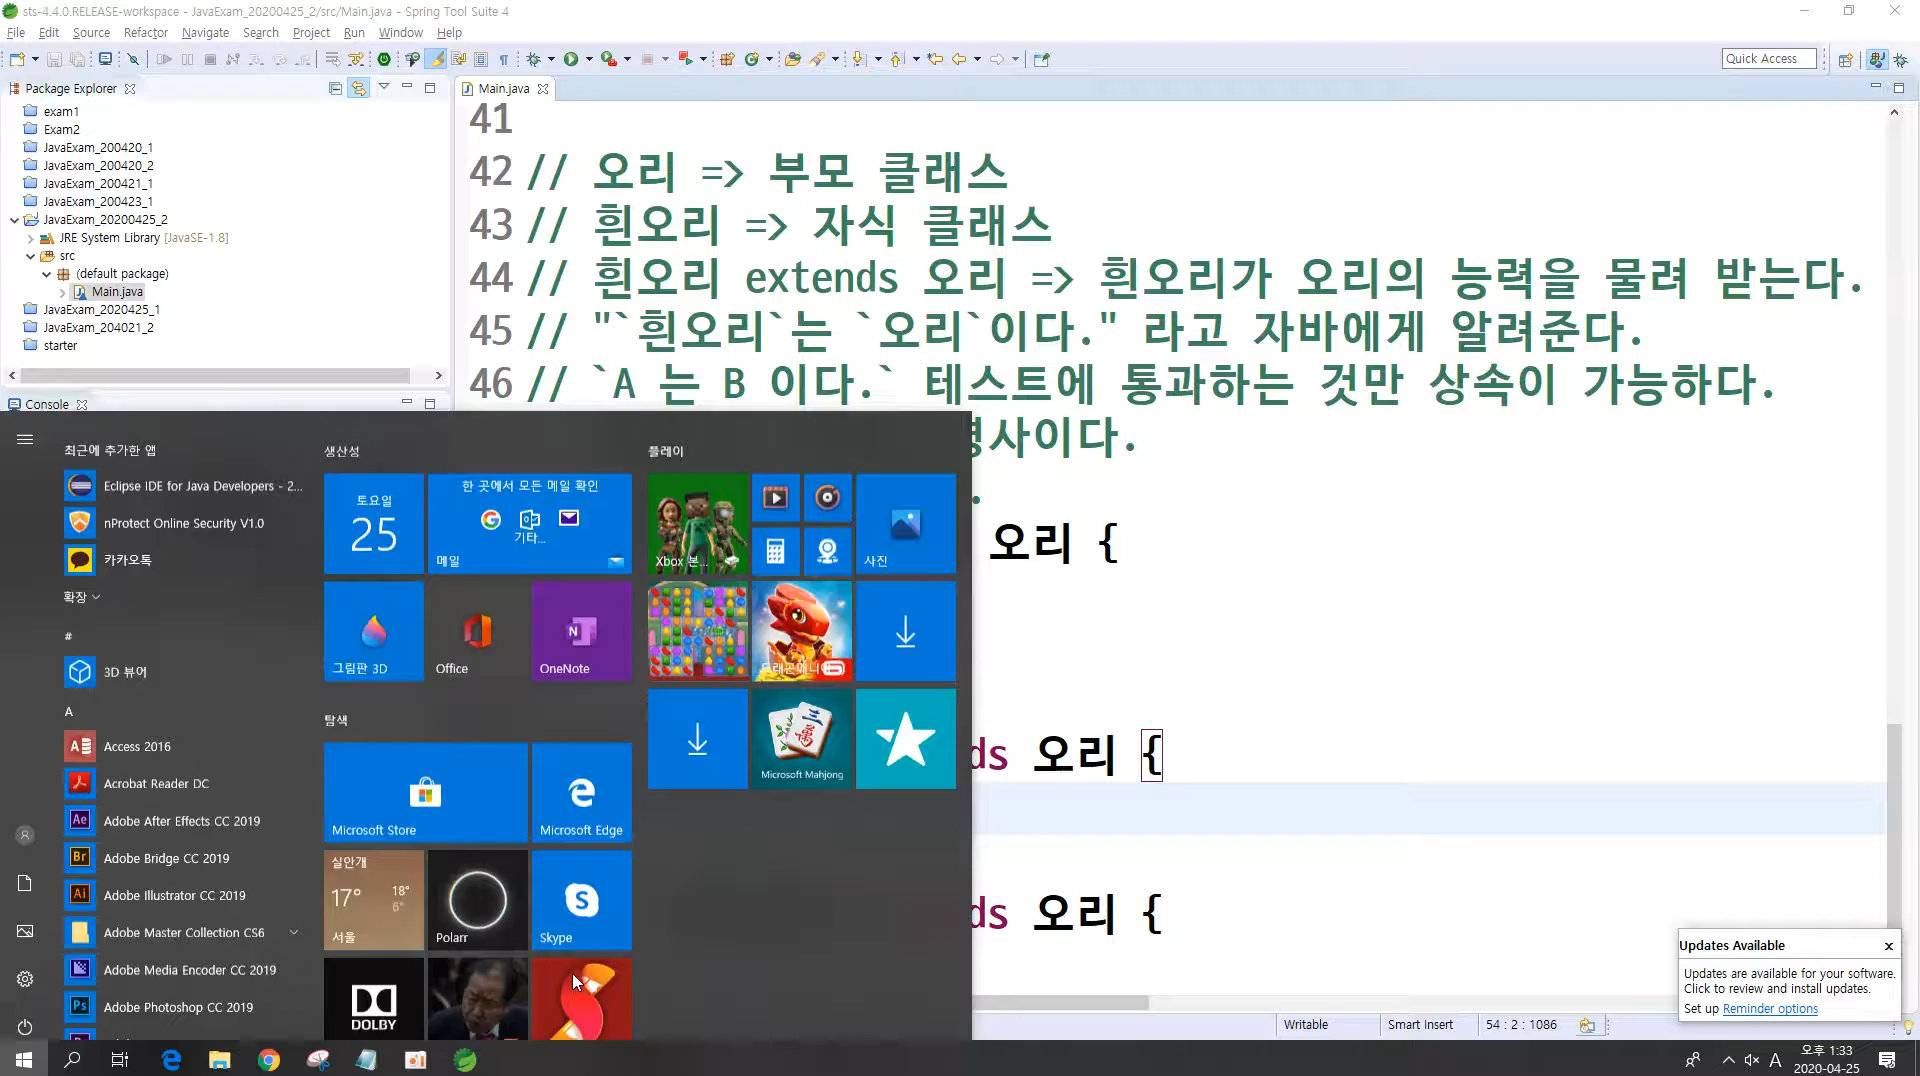 sts-4.4.0.RELEASE-workspace - JavaExam_20200425_2/src/Main.java - Spring Tool Suite 4
File Edit Source Refactor Navigate Search Project Run Window Help
Quick Access
Package Explorer
exam1
Exam2
JavaExam_200420_1
JavaExam_200420_2
JavaExam_200421_1
JavaExam_200423_1
JavaExam_20200425_2
JRE System Library [JavaSE-1.8]
src
(default package)
Main.java
JavaExam_2020425_1
JavaExam_204021_2
starter
Console
Main.java
41
42 // 오리 => 부모 클래스
43 // 흰오리 => 자식 클래스
44 // 흰오리 extends 오리 => 흰오리가 오리의 능력을 물려 받는다.
45 // "`흰오리`는 `오리`이다." 라고 자바에게 알려준다.
46 // `A 는 B 이다.` 테스트에 통과하는 것만 상속이 가능하다.
사이다.
.
오리 {
ds 오리 {
ds 오리 {
최근에 추가한 앱
Eclipse IDE for Java Developers - 2...
nProtect Online Security V1.0
카카오톡
확장
#
3D 뷰어
A
Access 2016
Acrobat Reader DC
Adobe After Effects CC 2019
Adobe Bridge CC 2019
Adobe Illustrator CC 2019
Adobe Master Collection CS6
Adobe Media Encoder CC 2019
Adobe Photoshop CC 2019
생산성
토요일
25
한 곳에서 모든 메일 확인
기타...
메일
그림판 3D
Office
OneNote
탐색
Microsoft Store
Microsoft Edge
실안개
17°
18°
6°
서울
Polarr
Skype
DOLBY
플레이
Xbox 본...
사진
드래곤매니
Microsoft Mahjong
Updates Available
Updates are available for your software.
Click to review and install updates.
Set up Reminder options
Writable
Smart Insert
54 : 2 : 1086
A
오후 1:33
2020-04-25